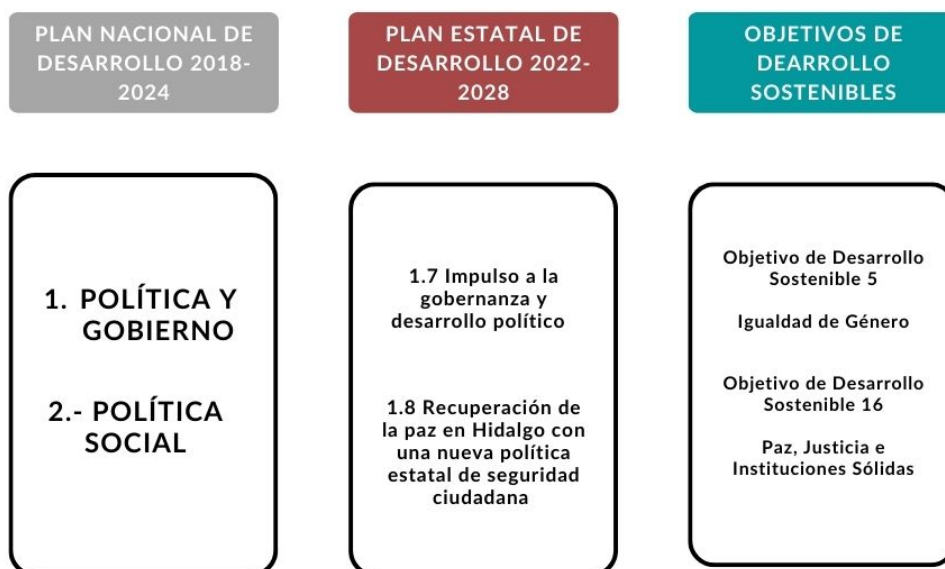 PLAN NACIONAL DE
DESARROLLO 2018-
2024
PLAN ESTATAL DE
DESARROLLO 2022-
2028
OBJETIVOS DE
DEARROLLO
SOSTENIBLES
1. POLÍTICA Y
GOBIERNO
2.- POLÍTICA
SOCIAL
1.7 Impulso a la
gobernanza y
desarrollo político
1.8 Recuperación de
la paz en Hidalgo con
una nueva política
estatal de seguridad
ciudadana
Objetivo de Desarrollo
Sostenible 5
Igualdad de Género
Objetivo de Desarrollo
Sostenible 16
Paz, Justicia e
Instituciones Sólidas